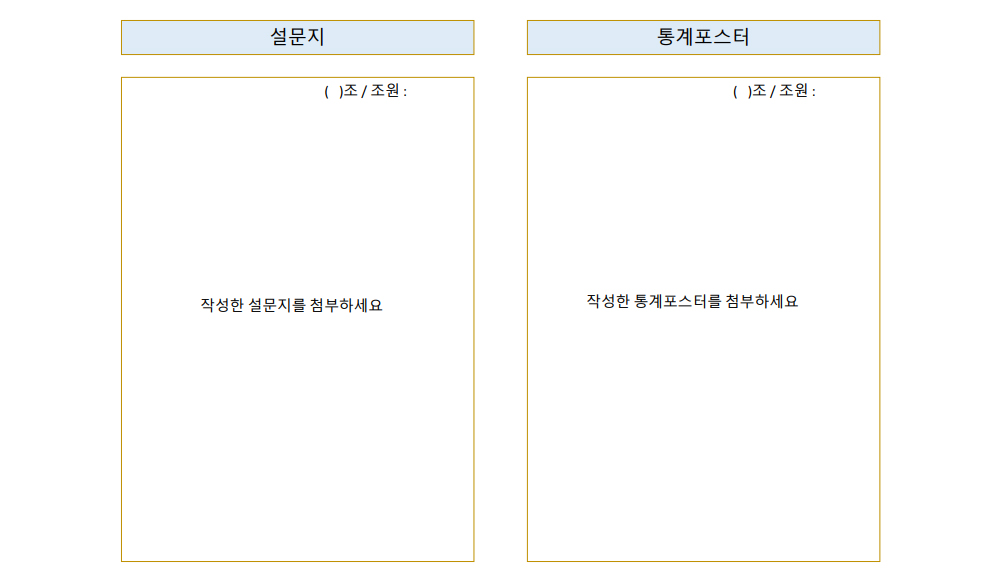 설문지
( )조 / 조원 :
작성한 설문지를 첨부하세요
통계포스터
( )조 / 조원 :
작성한 통계포스터를 첨부하세요